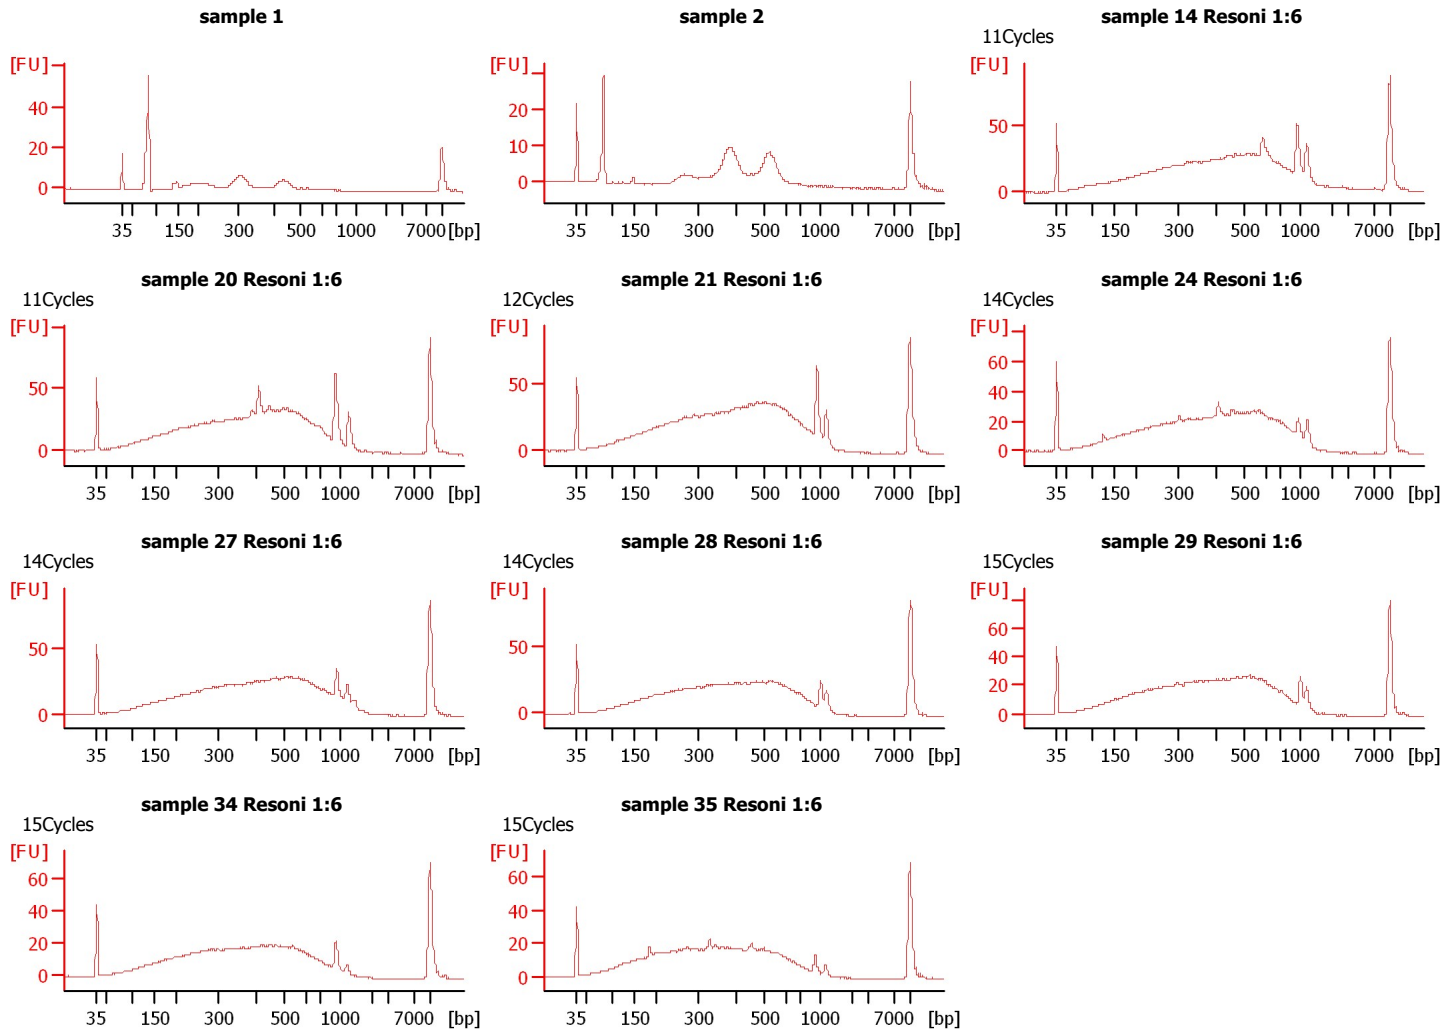 sample 1
[FU]
40
20
0
35 150 300 500 1000 7000 [bp]
sample 2
[FU]
20
10
0
35 150 300 500 1000 7000 [bp]
sample 14 Resoni 1:6
11Cycles
[FU]
50
0
35 150 300 500 1000 7000 [bp]
sample 20 Resoni 1:6
11Cycles
[FU]
50
0
35 150 300 500 1000 7000 [bp]
sample 21 Resoni 1:6
12Cycles
[FU]
50
0
35 150 300 500 1000 7000 [bp]
sample 24 Resoni 1:6
14Cycles
[FU]
60
40
20
0
35 150 300 500 1000 7000 [bp]
sample 27 Resoni 1:6
14Cycles
[FU]
50
0
35 150 300 500 1000 7000 [bp]
sample 28 Resoni 1:6
14Cycles
[FU]
50
0
35 150 300 500 1000 7000 [bp]
sample 29 Resoni 1:6
15Cycles
[FU]
60
40
20
0
35 150 300 500 1000 7000 [bp]
sample 34 Resoni 1:6
15Cycles
[FU]
60
40
20
0
35 150 300 500 1000 7000 [bp]
sample 35 Resoni 1:6
15Cycles
[FU]
60
40
20
0
35 150 300 500 1000 7000 [bp]